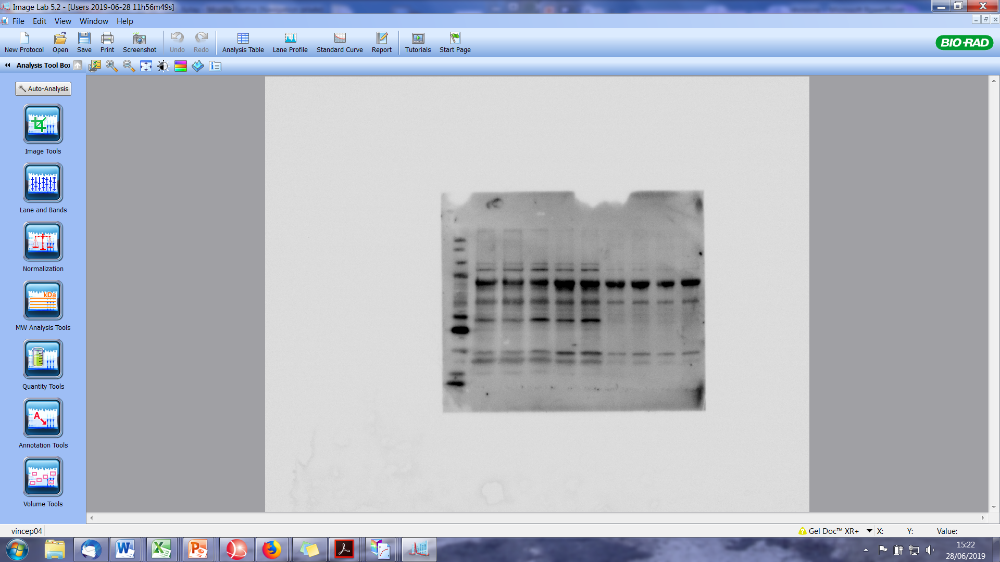 Image Lab 5.2 - [Users 2019-06-28 11h56m49s]
File Edit View Window Help
New Protocol Open Save Print Screenshot Undo Redo Analysis Table Lane Profile Standard Curve Report Tutorials Start Page
BIO-RAD
Analysis Tool Box
Auto-Analysis
Image Tools
Lane and Bands
Normalization
kDa
MW Analysis Tools
Quantity Tools
A
Annotation Tools
Volume Tools
vincep04
Gel Doc™ XR+ X: Y: Value:
15:22
28/06/2019